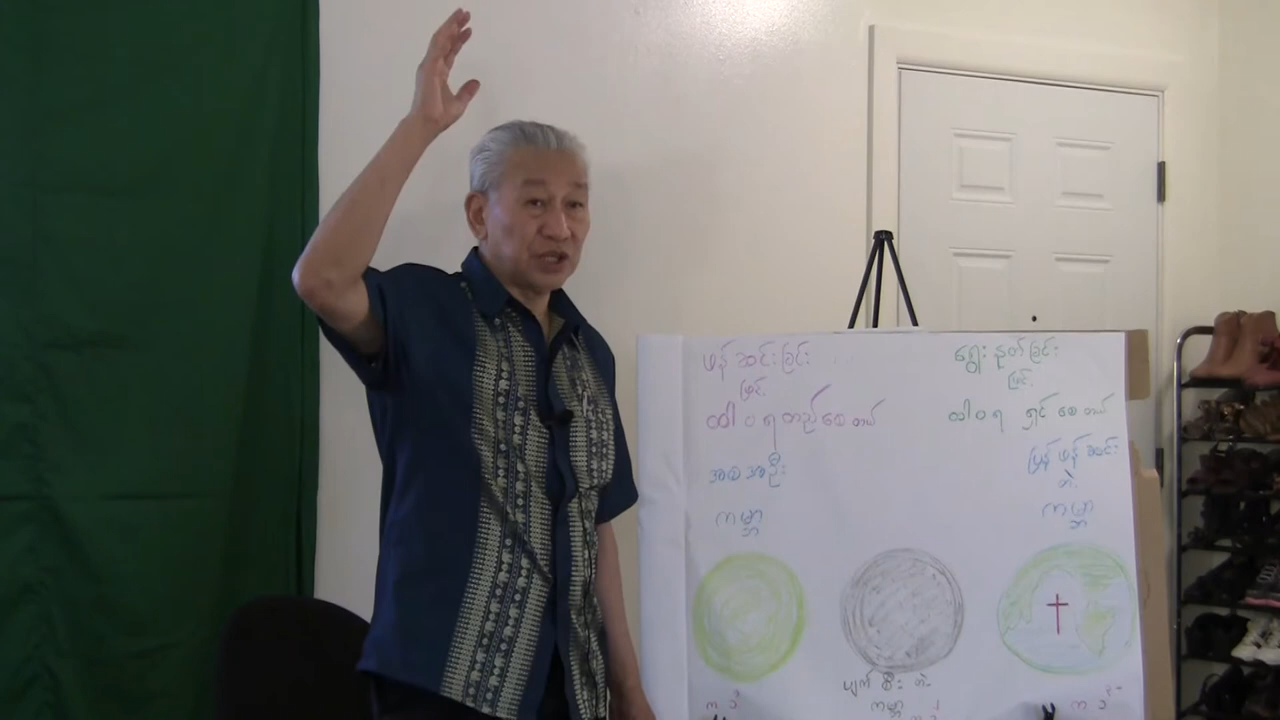 ဖန်ဆင်းခြင်း
ဖြင့်
ထာဝရတည်စေတယ်
အစအဦး
ကမ္ဘာ
ရွေးနုတ်ခြင်း
ဖြင့်
ထာဝရ ရှင်စေတယ်
ပြန်ဖန်ဆင်း
တဲ့
ကမ္ဘာ
ပျက်စီးတဲ့
ကမ္ဘာ